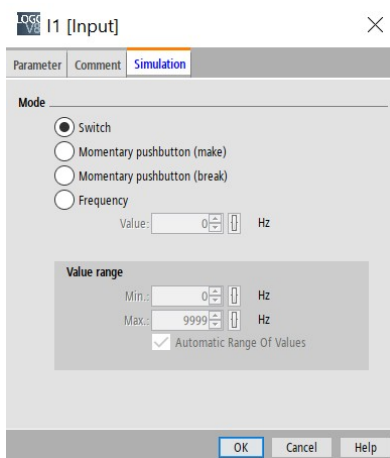 LOGO V8 I1 [Input]
Parameter Comment Simulation
Mode
Switch
Momentary pushbutton (make)
Momentary pushbutton (break)
Frequency
Value: 0 Hz
Value range
Min.: 0 Hz
Max.: 9999 Hz
Automatic Range Of Values
OK Cancel Help